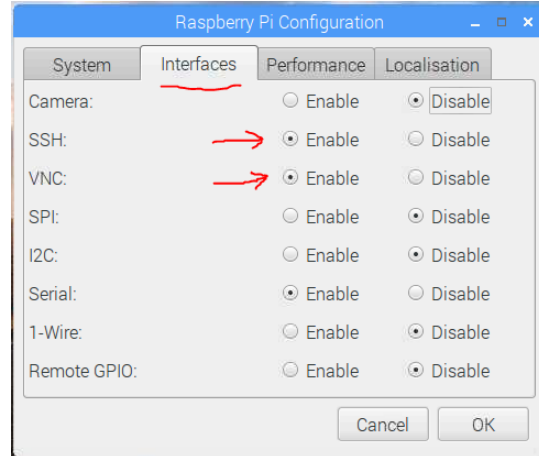 Raspberry Pi Configuration
System Interfaces Performance Localisation
Camera: Enable Disable
SSH: Enable Disable
VNC: Enable Disable
SPI: Enable Disable
I2C: Enable Disable
Serial: Enable Disable
1-Wire: Enable Disable
Remote GPIO: Enable Disable
Cancel OK